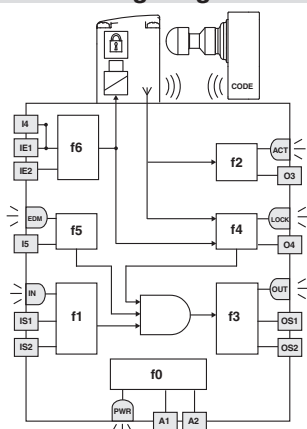 CODE
I4
IE1
IE2
f6
f2
ACT
O3
EDM
I5
f5
f4
LOCK
O4
IN
IS1
IS2
f1
f3
OUT
OS1
OS2
f0
PWR
A1
A2